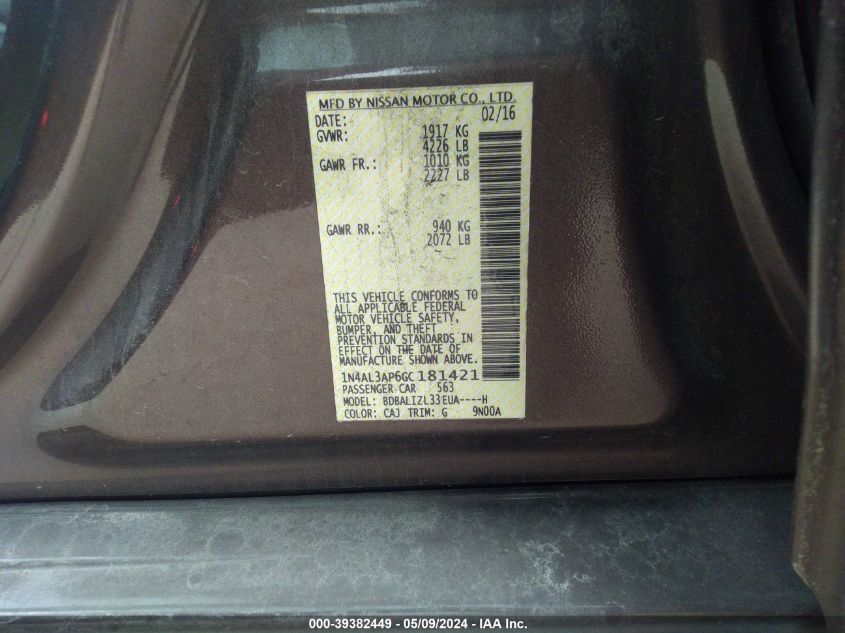 MFD BY NISSAN MOTOR CO., LTD.
DATE: 02/16
GVWR: 1917 KG
4226 LB
GAWR FR.: 1010 KG
2227 LB
GAWR RR.: 940 KG
2072 LB
THIS VEHICLE CONFORMS TO
ALL APPLICABLE FEDERAL
MOTOR VEHICLE SAFETY,
BUMPER, AND THEFT
PREVENTION STANDARDS IN
EFFECT ON THE DATE OF
MANUFACTURE SHOWN ABOVE.
1N4AL3AP6GC181421
PASSENGER CAR 563
MODEL: BDBALIZL33EUA----H
COLOR: CAJ TRIM: G 9N00A
000-39382449 - 05/09/2024 - IAA Inc.